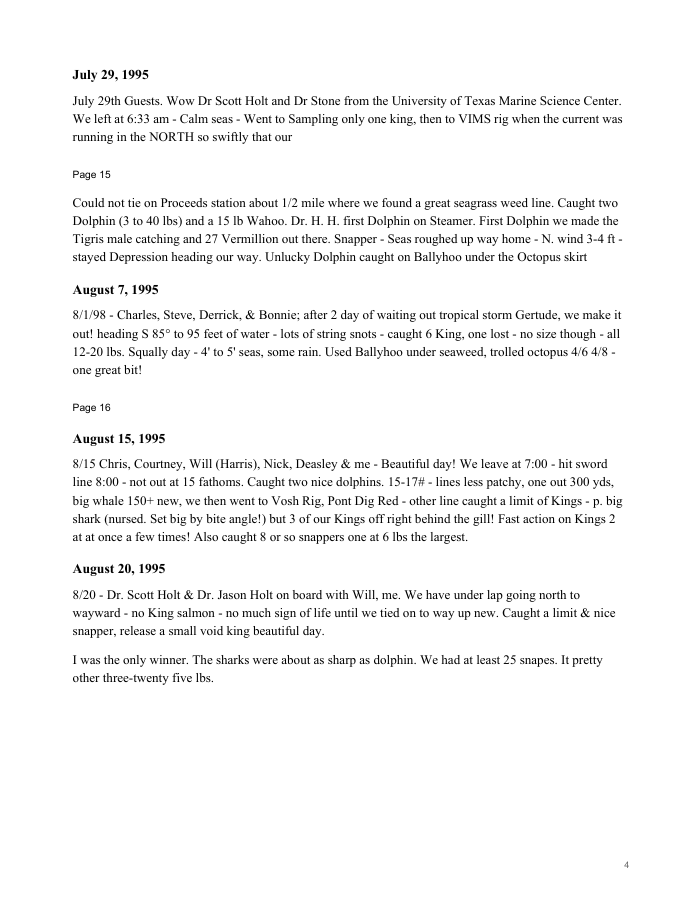 July 29, 1995
July 29th Guests. Wow Dr Scott Holt and Dr Stone from the University of Texas Marine Science Center.
We left at 6:33 am - Calm seas - Went to Sampling only one king, then to VIMS rig when the current was
running in the NORTH so swiftly that our
Page 15
Could not tie on Proceeds station about 1/2 mile where we found a great seagrass weed line. Caught two
Dolphin (3 to 40 lbs) and a 15 lb Wahoo. Dr. H. H. first Dolphin on Steamer. First Dolphin we made the
Tigris male catching and 27 Vermillion out there. Snapper - Seas roughed up way home - N. wind 3-4 ft -
stayed Depression heading our way. Unlucky Dolphin caught on Ballyhoo under the Octopus skirt
August 7, 1995
8/1/98 - Charles, Steve, Derrick, & Bonnie; after 2 day of waiting out tropical storm Gertude, we make it
out! heading S 85° to 95 feet of water - lots of string snots - caught 6 King, one lost - no size though - all
12-20 lbs. Squally day - 4' to 5' seas, some rain. Used Ballyhoo under seaweed, trolled octopus 4/6 4/8 -
one great bit!
Page 16
August 15, 1995
8/15 Chris, Courtney, Will (Harris), Nick, Deasley & me - Beautiful day! We leave at 7:00 - hit sword
line 8:00 - not out at 15 fathoms. Caught two nice dolphins. 15-17# - lines less patchy, one out 300 yds,
big whale 150+ new, we then went to Vosh Rig, Pont Dig Red - other line caught a limit of Kings - p. big
shark (nursed. Set big by bite angle!) but 3 of our Kings off right behind the gill! Fast action on Kings 2
at at once a few times! Also caught 8 or so snappers one at 6 lbs the largest.
August 20, 1995
8/20 - Dr. Scott Holt & Dr. Jason Holt on board with Will, me. We have under lap going north to
wayward - no King salmon - no much sign of life until we tied on to way up new. Caught a limit & nice
snapper, release a small void king beautiful day.
I was the only winner. The sharks were about as sharp as dolphin. We had at least 25 snapes. It pretty
other three-twenty five lbs.
4